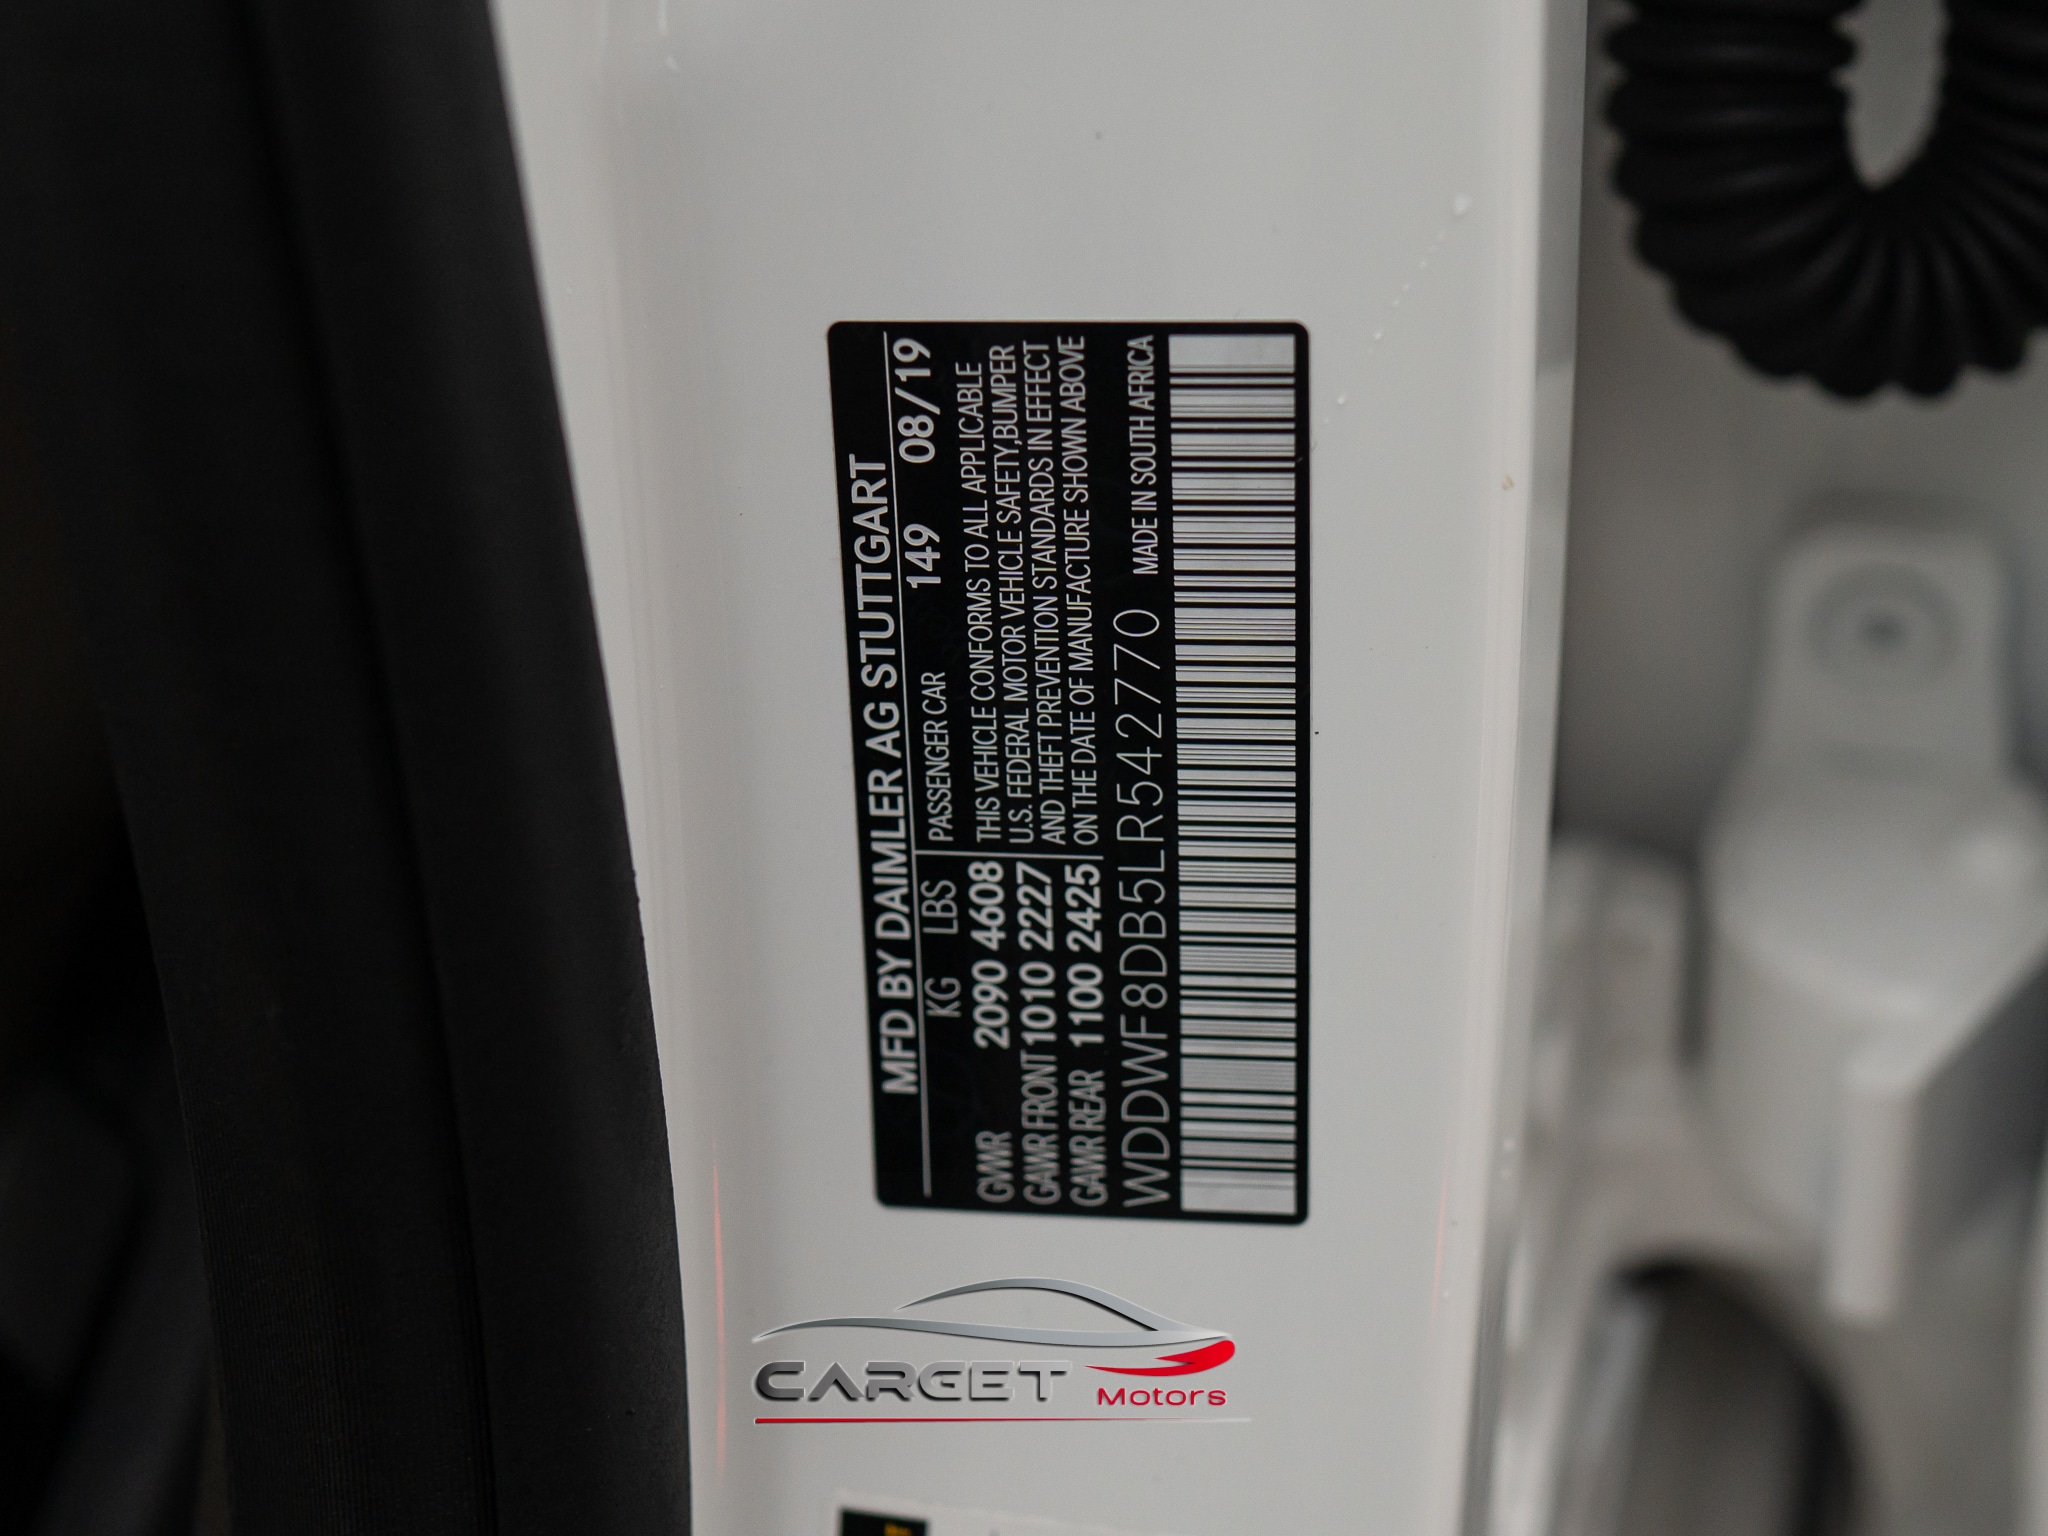 MFD BY DAIMLER AG STUTTGART
KG LBS PASSENGER CAR 149 08/19
GVWR 2090 4608 THIS VEHICLE CONFORMS TO ALL APPLICABLE
GAWR FRONT 1010 2227 U.S. FEDERAL MOTOR VEHICLE SAFETY,BUMPER
AND THEFT PREVENTION STANDARDS IN EFFECT
GAWR REAR 1100 2425 ON THE DATE OF MANUFACTURE SHOWN ABOVE
WDDWF8DB5LR542770 MADE IN SOUTH AFRICA
CARGET Motors